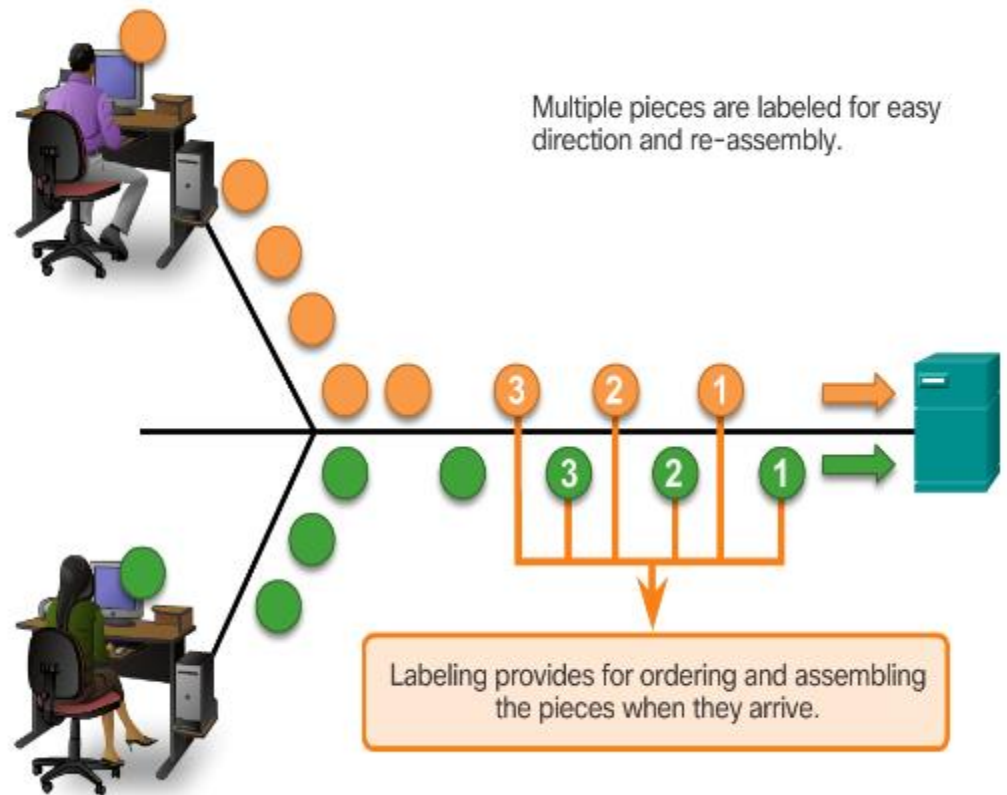 Multiple pieces are labeled for easy
direction and re-assembly.
3 2 1
3 2 1
Labeling provides for ordering and assembling
the pieces when they arrive.